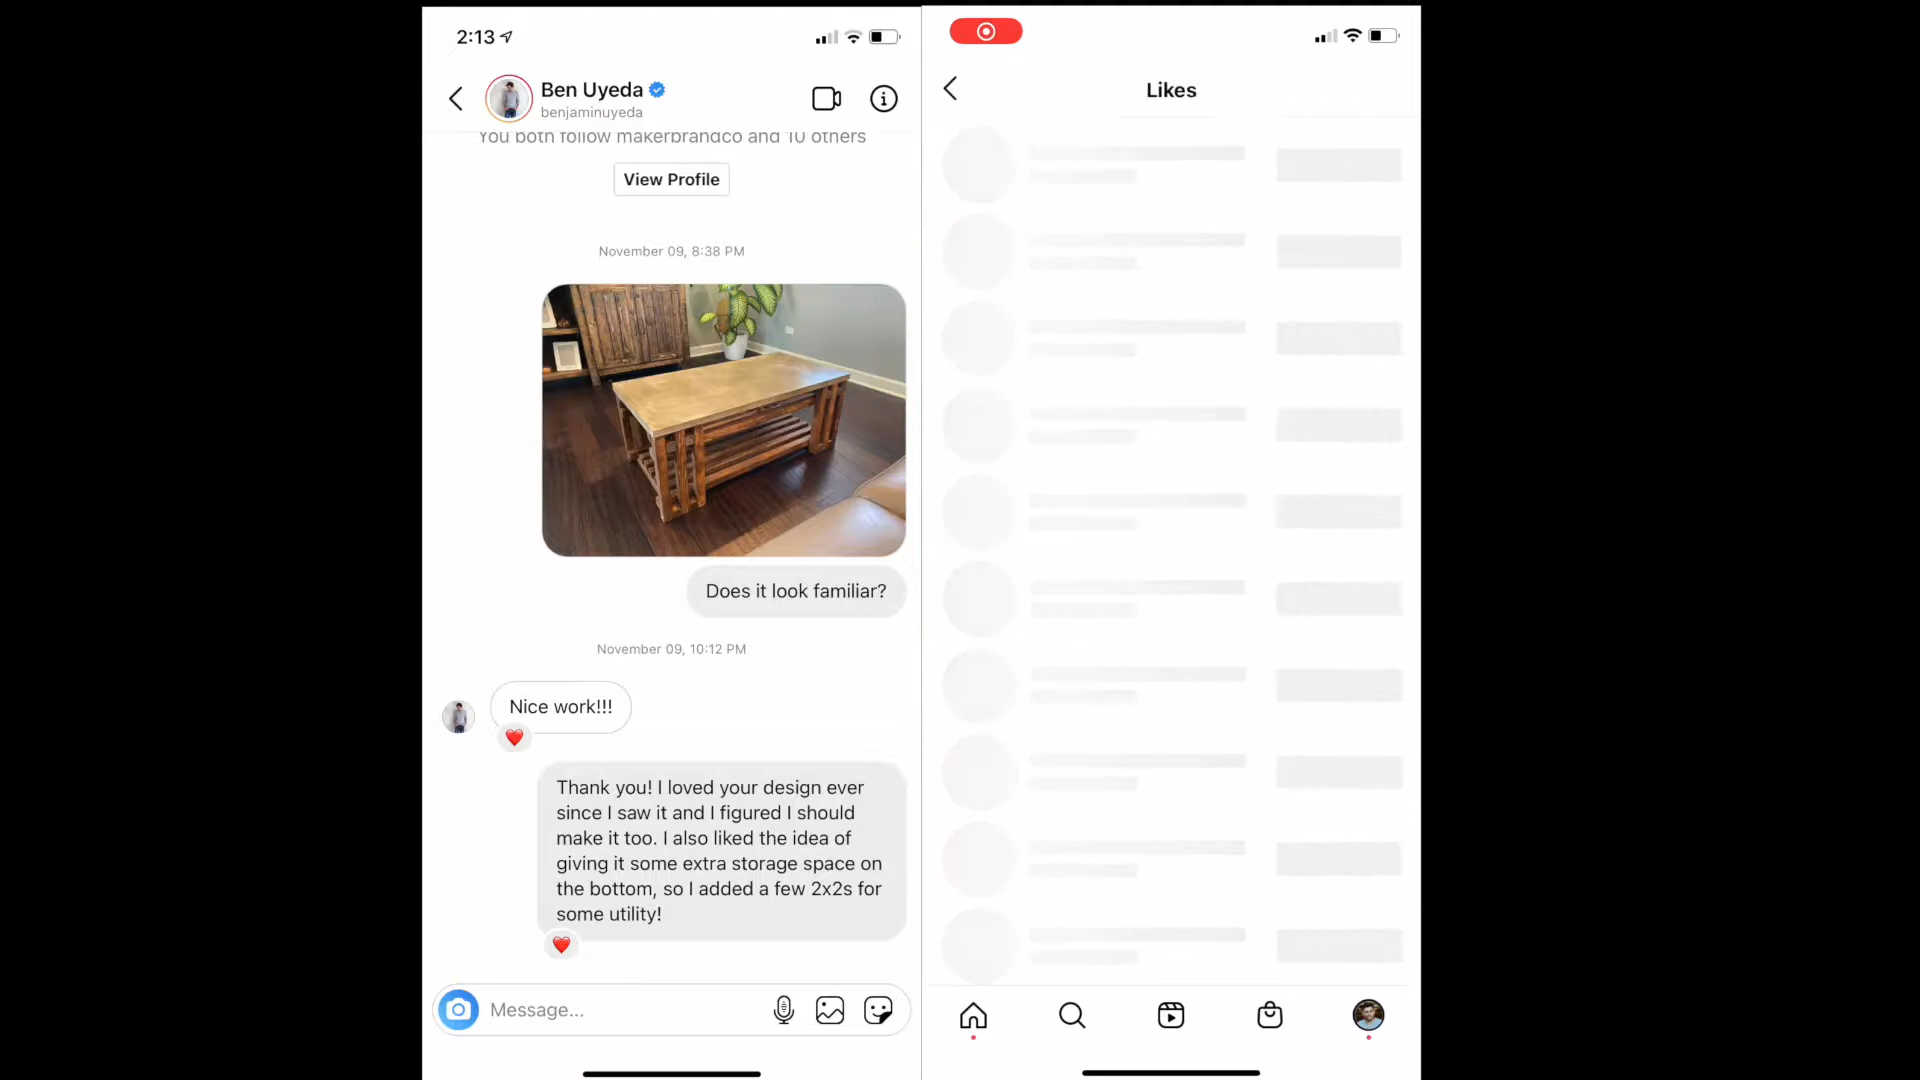 2:13
Ben Uyeda
benjaminuyeda
You both follow makerbrandco and 10 others
View Profile
November 09, 8:38 PM
Does it look familiar?
November 09, 10:12 PM
Nice work!!!
Thank you! I loved your design ever
since I saw it and I figured I should
make it too. I also liked the idea of
giving it some extra storage space on
the bottom, so I added a few 2x2s for
some utility!
Message...
Likes